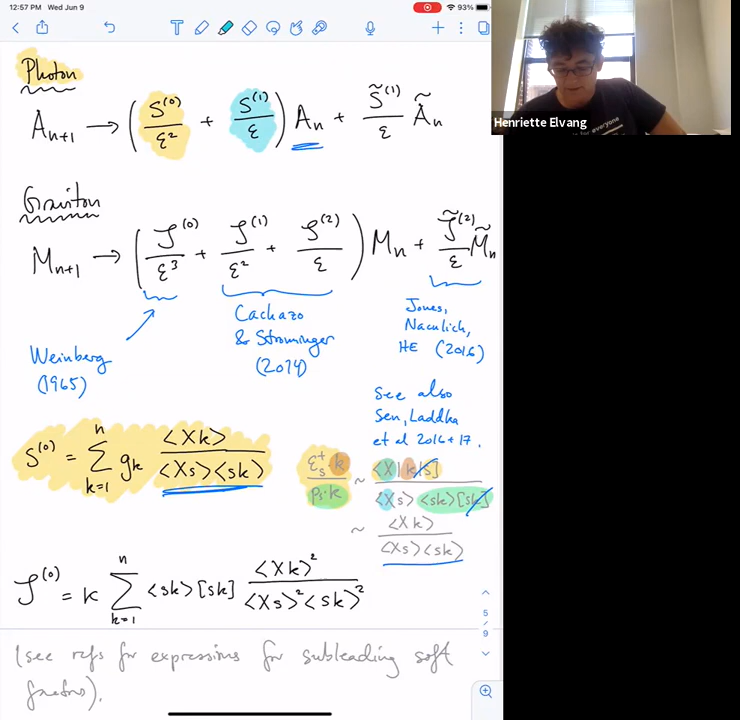 12:57 PM Wed Jun 9
93%
Henriette Elvang
Photon
A_{n+1} → ( S^{(0)}/ε² + S^{(1)}/ε ) A_n + S̃^{(1)}/ε Ã_n
Graviton
M_{n+1} → ( 𝒮^{(0)}/ε³ + 𝒮^{(1)}/ε² + 𝒮^{(2)}/ε ) M_n + 𝒮̃^{(2)}/ε M̃_n
Weinberg
(1965)
Cachazo
& Strominger
(2014)
Jones,
Naculich,
HE (2016)
See also
Sen, Laddha
et al 2016+17.
S^{(0)} = Σ_{k=1}^{n} g_k <Xk> / <Xs><sk>
ε_s^+·k / p_s·k ~ <X|k|s] / <Xs><sk>[sk]
~ <Xk> / <Xs><sk>
𝒮^{(0)} = κ Σ_{k=1}^{n} <sk>[sk] <Xk>² / <Xs>²<sk>²
5
/
9
(see refs for expressions for subleading soft
factors).